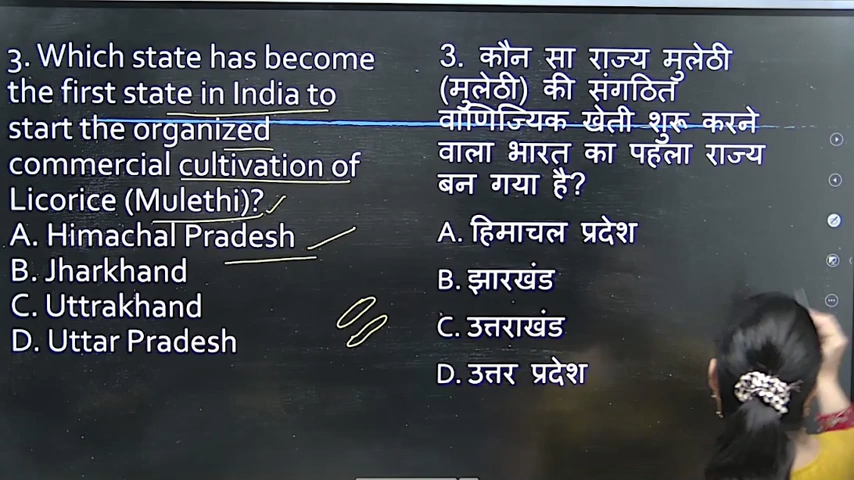 3. Which state has become
the first state in India to
start the organized
commercial cultivation of
Licorice (Mulethi)?
A. Himachal Pradesh
B. Jharkhand
C. Uttrakhand
D. Uttar Pradesh
3. कौन सा राज्य मुलेठी
(मुलेठी) की संगठित
वाणिज्यिक खेती शुरू करने
वाला भारत का पहला राज्य
बन गया है?
A. हिमाचल प्रदेश
B. झारखंड
C. उत्तराखंड
D. उत्तर प्रदेश